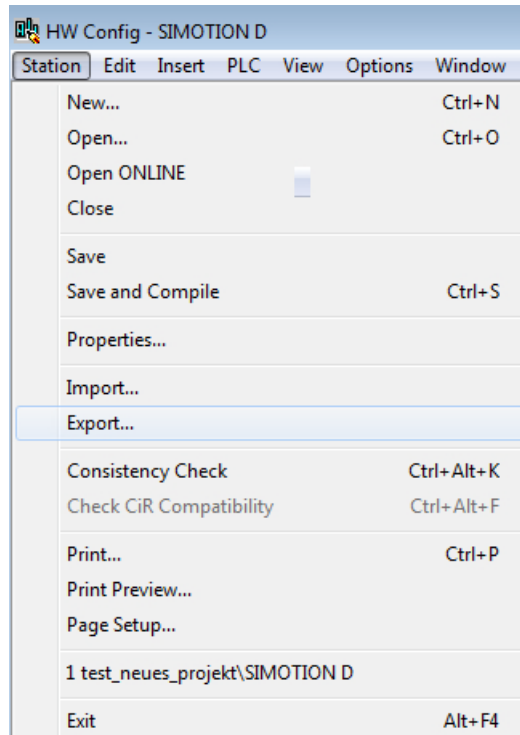 HW Config - SIMOTION D
Station Edit Insert PLC View Options Window
New... Ctrl+N
Open... Ctrl+O
Open ONLINE
Close
Save
Save and Compile Ctrl+S
Properties...
Import...
Export...
Consistency Check Ctrl+Alt+K
Check CiR Compatibility Ctrl+Alt+F
Print... Ctrl+P
Print Preview...
Page Setup...
1 test_neues_projekt\SIMOTION D
Exit Alt+F4